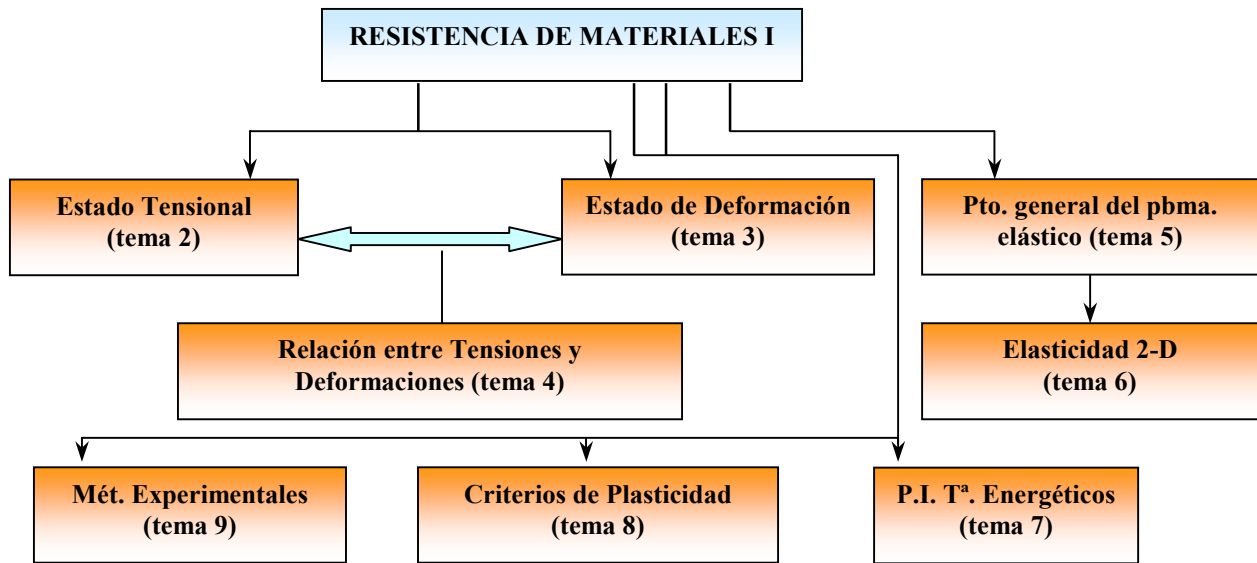 RESISTENCIA DE MATERIALES I
Estado Tensional
(tema 2)
Estado de Deformación
(tema 3)
Pto. general del pbma.
elástico (tema 5)
Relación entre Tensiones y
Deformaciones (tema 4)
Elasticidad 2-D
(tema 6)
Mét. Experimentales
(tema 9)
Criterios de Plasticidad
(tema 8)
P.I. Tª. Energéticos
(tema 7)